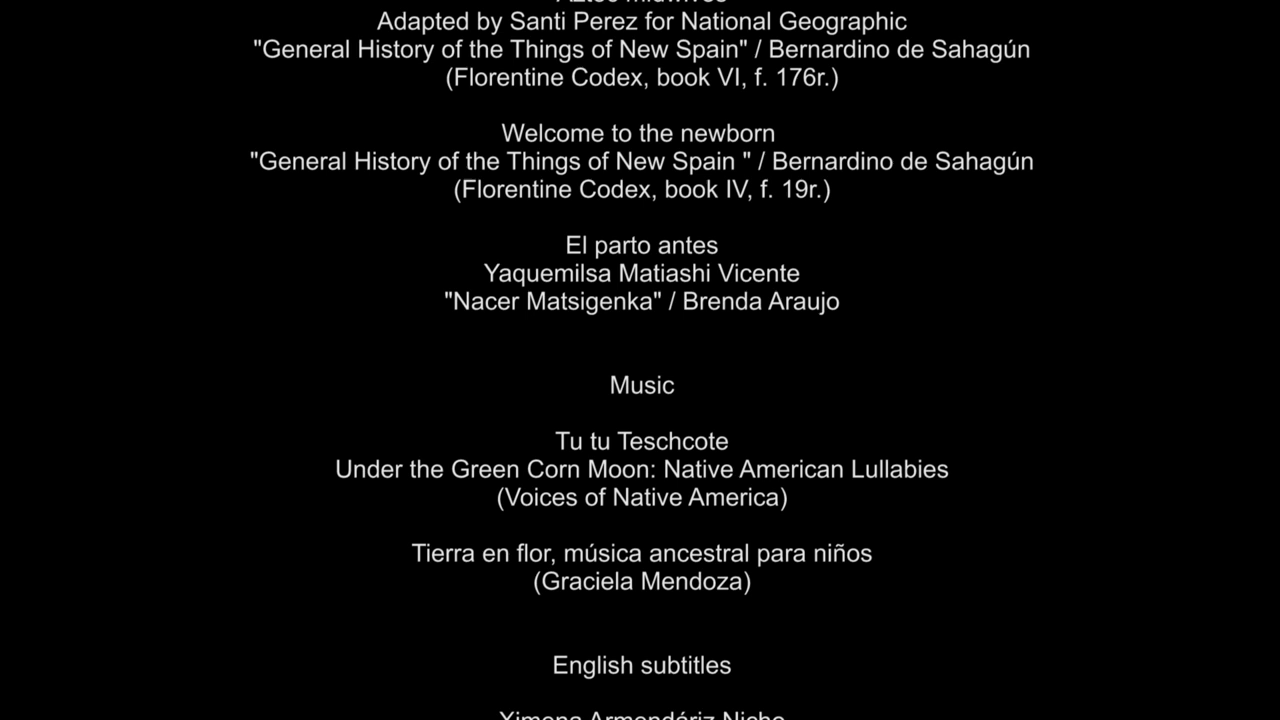 Aztec midwives
Adapted by Santi Perez for National Geographic
"General History of the Things of New Spain" / Bernardino de Sahagún
(Florentine Codex, book VI, f. 176r.)
Welcome to the newborn
"General History of the Things of New Spain " / Bernardino de Sahagún
(Florentine Codex, book IV, f. 19r.)
El parto antes
Yaquemilsa Matiashi Vicente
"Nacer Matsigenka" / Brenda Araujo
Music
Tu tu Teschcote
Under the Green Corn Moon: Native American Lullabies
(Voices of Native America)
Tierra en flor, música ancestral para niños
(Graciela Mendoza)
English subtitles
Ximena Armendáriz